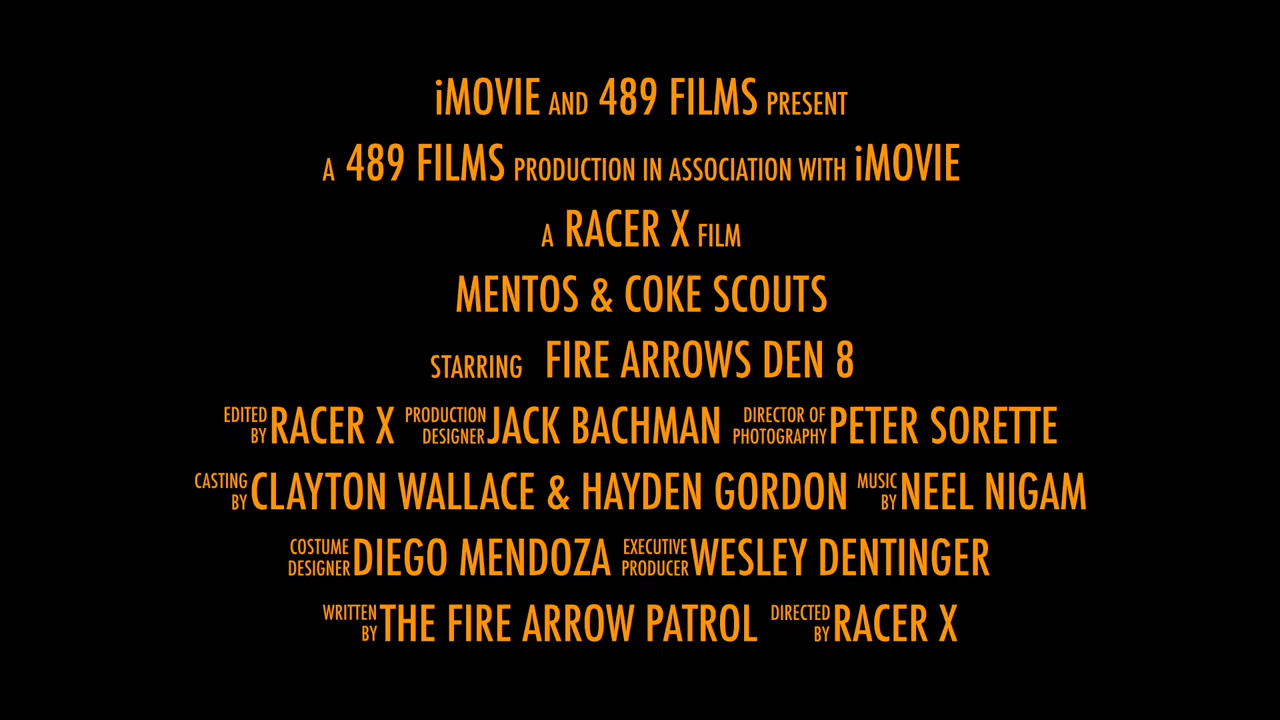 iMOVIE AND 489 FILMS PRESENT
A 489 FILMS PRODUCTION IN ASSOCIATION WITH iMOVIE
A RACER X FILM
MENTOS & COKE SCOUTS
STARRING FIRE ARROWS DEN 8
EDITED BY RACER X PRODUCTION DESIGNER JACK BACHMAN DIRECTOR OF PHOTOGRAPHY PETER SORETTE
CASTING BY CLAYTON WALLACE & HAYDEN GORDON MUSIC BY NEEL NIGAM
COSTUME DESIGNER DIEGO MENDOZA EXECUTIVE PRODUCER WESLEY DENTINGER
WRITTEN BY THE FIRE ARROW PATROL DIRECTED BY RACER X